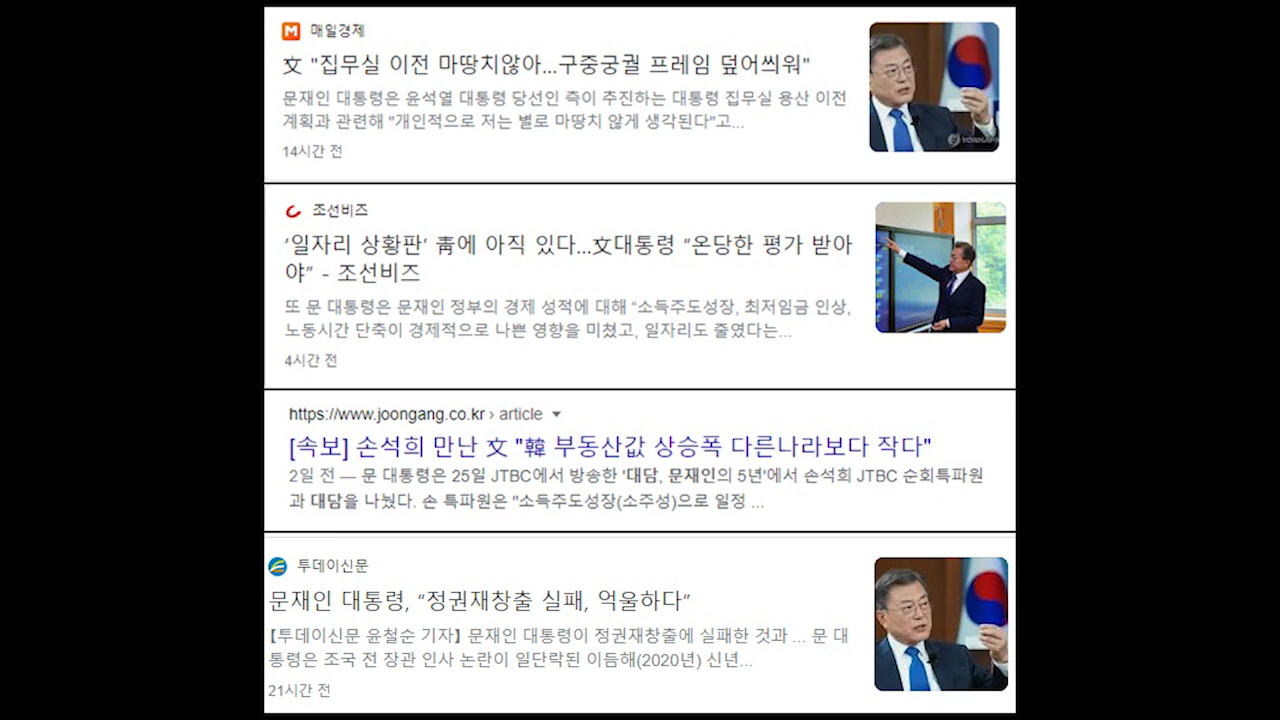 매일경제
文 "집무실 이전 마땅치않아...구중궁궐 프레임 덮어씌워"
문재인 대통령은 윤석열 대통령 당선인 측이 추진하는 대통령 집무실 용산 이전
계획과 관련해 "개인적으로 저는 별로 마땅치 않게 생각된다"고...
14시간 전
YONHAPN
조선비즈
'일자리 상황판' 靑에 아직 있다...文대통령 "온당한 평가 받아
야" - 조선비즈
또 문 대통령은 문재인 정부의 경제 성적에 대해 "소득주도성장, 최저임금 인상,
노동시간 단축이 경제적으로 나쁜 영향을 미쳤고, 일자리도 줄였다는...
4시간 전
https://www.joongang.co.kr › article
[속보] 손석희 만난 文 "韓 부동산값 상승폭 다른나라보다 작다"
2일 전 — 문 대통령은 25일 JTBC에서 방송한 '대담, 문재인의 5년'에서 손석희 JTBC 순회특파원
과 대담을 나눴다. 손 특파원은 "소득주도성장(소주성)으로 일정 ...
투데이신문
문재인 대통령, "정권재창출 실패, 억울하다"
【투데이신문 윤철순 기자】 문재인 대통령이 정권재창출에 실패한 것과 ... 문 대
통령은 조국 전 장관 인사 논란이 일단락된 이듬해(2020년) 신년...
21시간 전